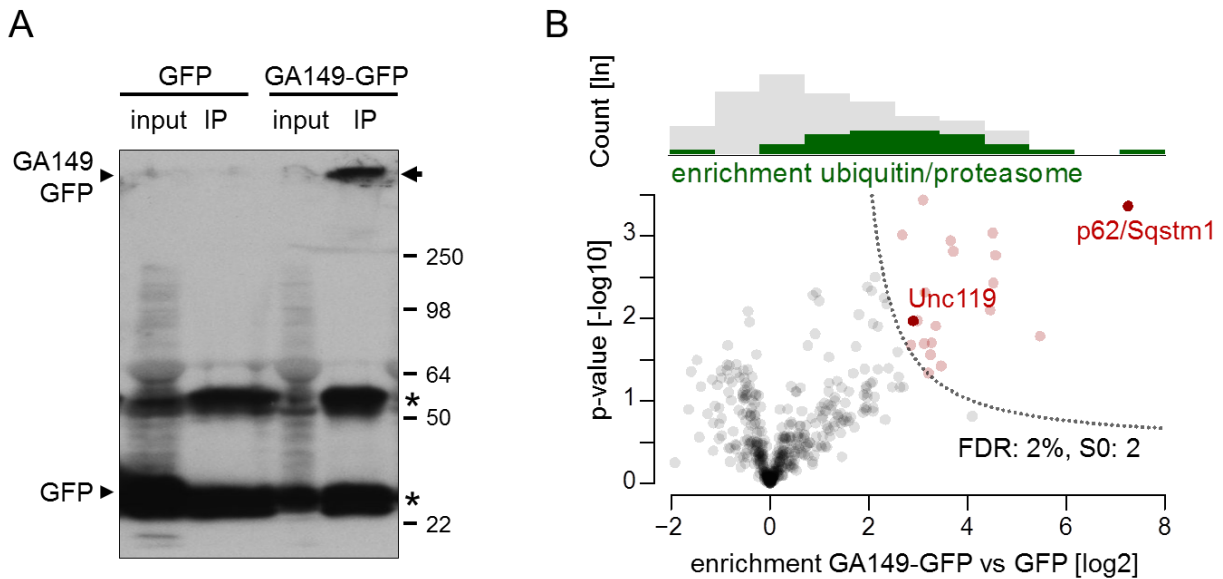 A
GFP GA149-GFP
input IP input IP
GA149
GFP
250
98
64
*
50
GFP
*
22
B
Count [ln]
enrichment ubiquitin/proteasome
p-value [-log10]
3
2
1
0
p62/Sqstm1
Unc119
FDR: 2%, S0: 2
−2 0 2 4 6 8
enrichment GA149-GFP vs GFP [log2]